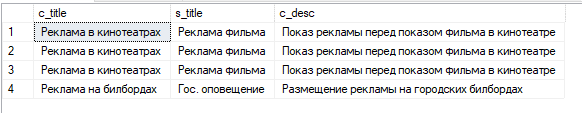 c_title s_title c_desc
1 Реклама в кинотеатрах Реклама фильма Показ рекламы перед показом фильма в кинотеатре
2 Реклама в кинотеатрах Реклама фильма Показ рекламы перед показом фильма в кинотеатре
3 Реклама в кинотеатрах Реклама фильма Показ рекламы перед показом фильма в кинотеатре
4 Реклама на билбордах Гос. оповещение Размещение рекламы на городских билбордах